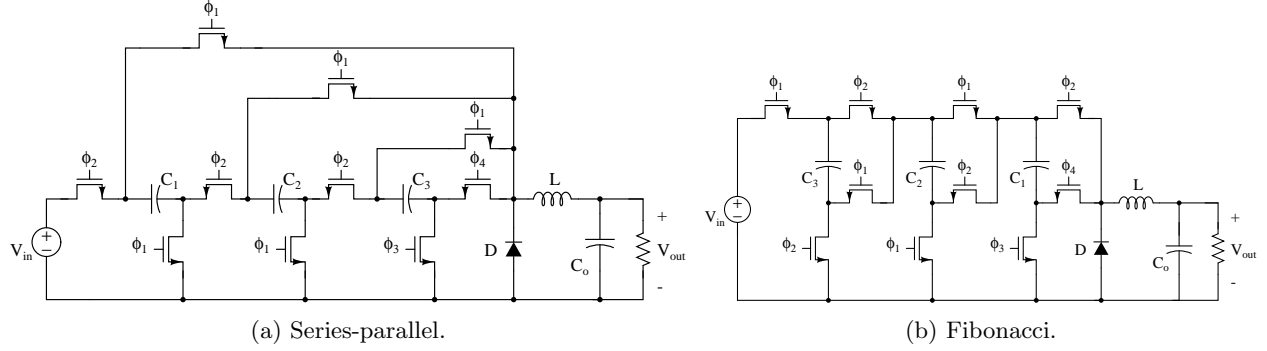 ϕ₁
ϕ₁
ϕ₁
ϕ₂ C₁ ϕ₂ C₂ ϕ₂ C₃ ϕ₄ L
Vᵢₙ + − ϕ₁ ϕ₁ ϕ₃ D Cₒ + Vₒᵤₜ -
(a) Series-parallel.
ϕ₁ ϕ₂ ϕ₁ ϕ₂
C₃ ϕ₁ C₂ ϕ₂ C₁ ϕ₄ L
Vᵢₙ + − ϕ₂ ϕ₁ ϕ₃ D Cₒ + Vₒᵤₜ -
(b) Fibonacci.